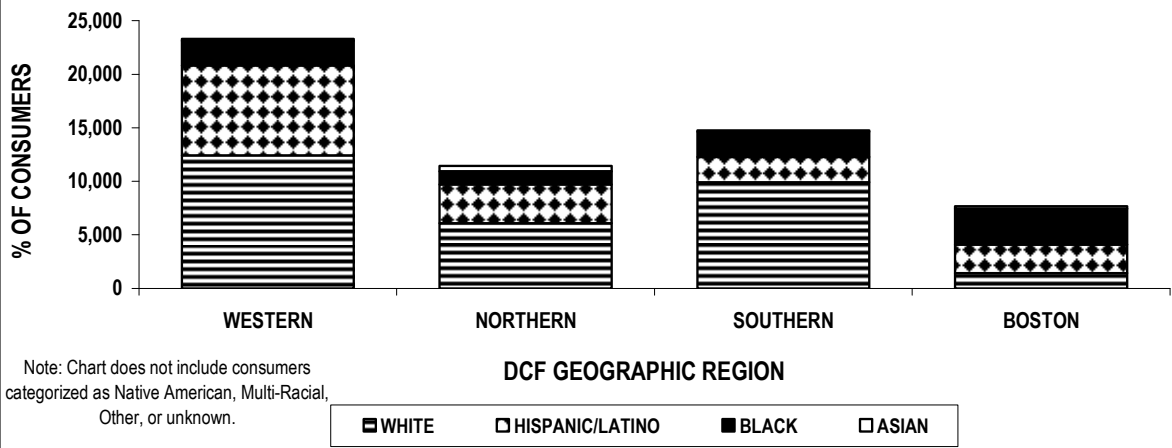 25,000
20,000
15,000
10,000
5,000
0
% OF CONSUMERS
WESTERN NORTHERN SOUTHERN BOSTON
DCF GEOGRAPHIC REGION
Note: Chart does not include consumers
categorized as Native American, Multi-Racial,
Other, or unknown.
WHITE HISPANIC/LATINO BLACK ASIAN